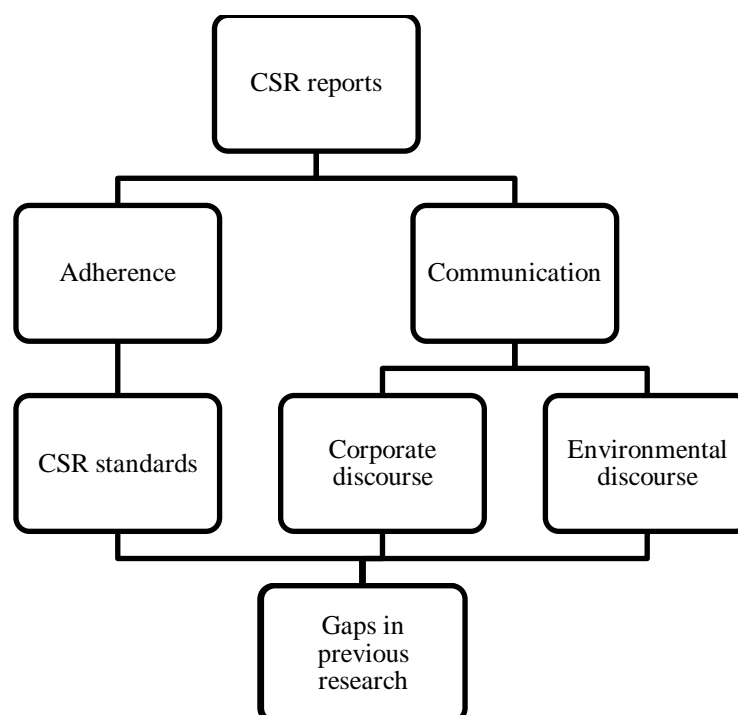 CSR reports
Adherence
Communication
CSR standards
Corporate
discourse
Environmental
discourse
Gaps in
previous
research